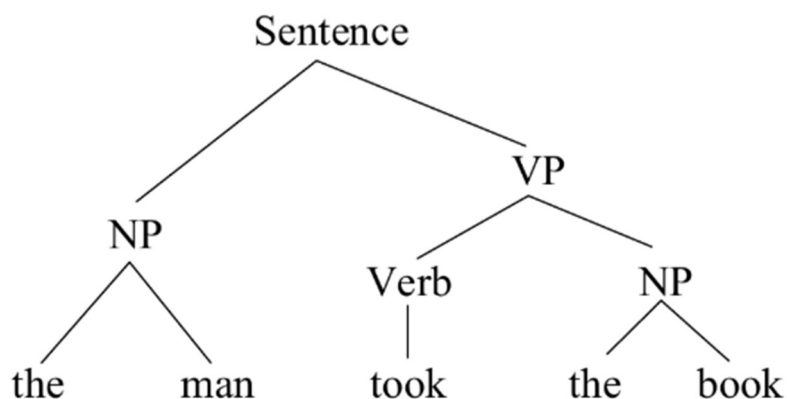 Sentence
VP
NP
Verb NP
the man took the book